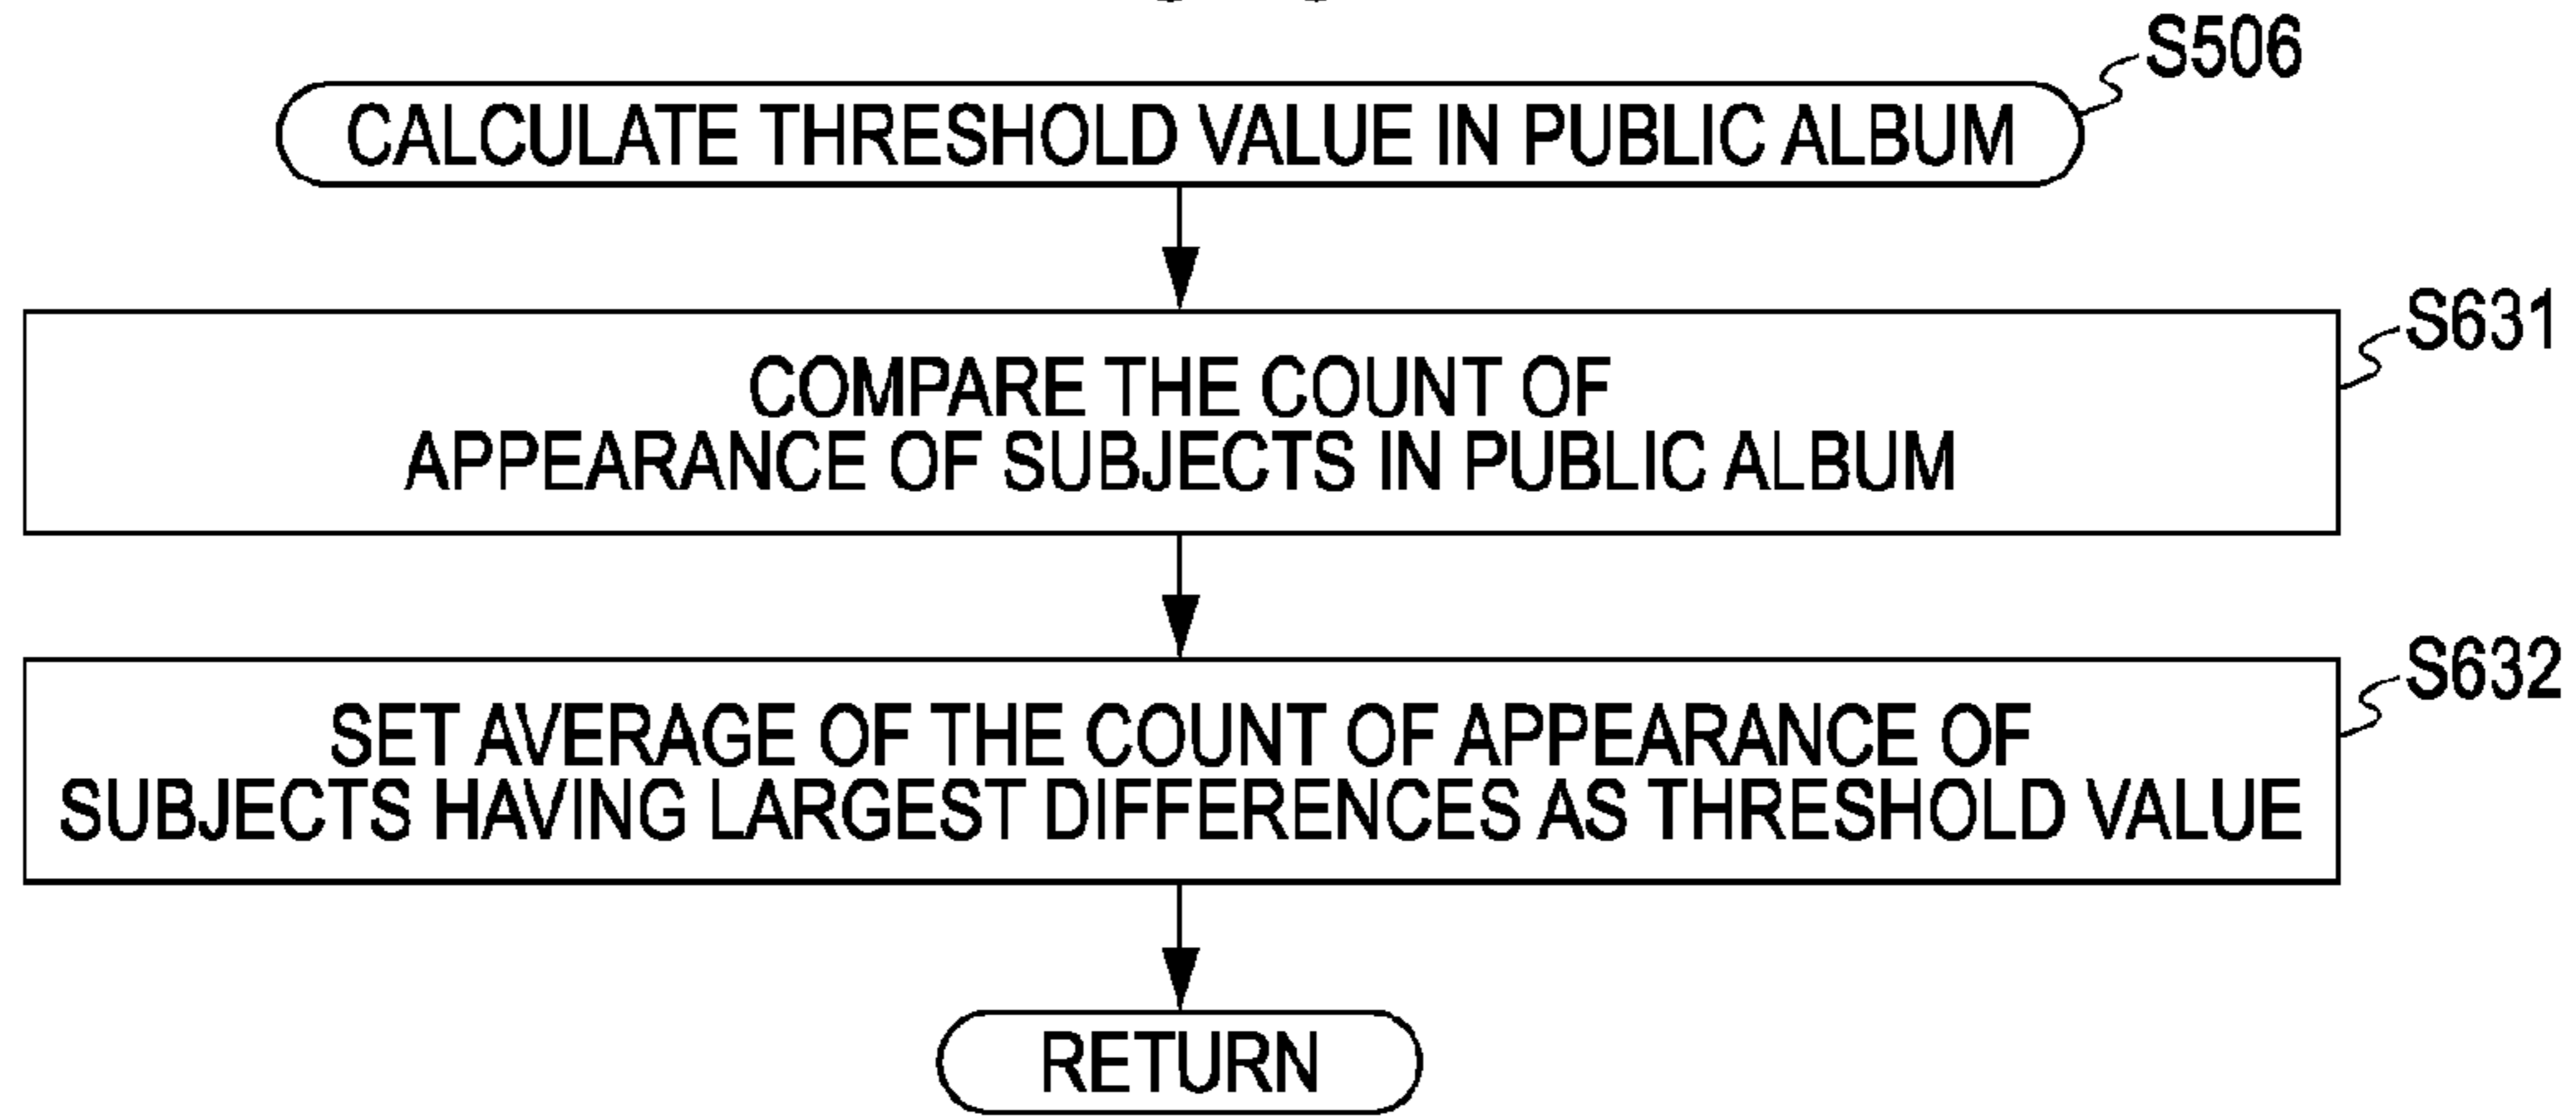 S506
CALCULATE THRESHOLD VALUE IN PUBLIC ALBUM
S631
COMPARE THE COUNT OF
APPEARANCE OF SUBJECTS IN PUBLIC ALBUM
S632
SET AVERAGE OF THE COUNT OF APPEARANCE OF
SUBJECTS HAVING LARGEST DIFFERENCES AS THRESHOLD VALUE
RETURN